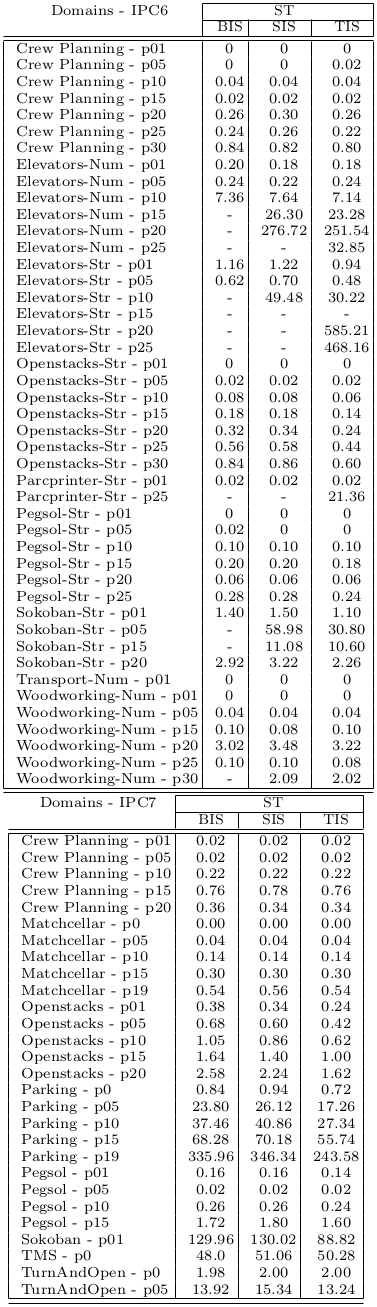 Domains - IPC6 ST
BIS SIS TIS
Crew Planning - p01 0 0 0
Crew Planning - p05 0 0 0.02
Crew Planning - p10 0.04 0.04 0.04
Crew Planning - p15 0.02 0.02 0.02
Crew Planning - p20 0.26 0.30 0.26
Crew Planning - p25 0.24 0.26 0.22
Crew Planning - p30 0.84 0.82 0.80
Elevators-Num - p01 0.20 0.18 0.18
Elevators-Num - p05 0.24 0.22 0.24
Elevators-Num - p10 7.36 7.64 7.14
Elevators-Num - p15 - 26.30 23.28
Elevators-Num - p20 - 276.72 251.54
Elevators-Num - p25 - - 32.85
Elevators-Str - p01 1.16 1.22 0.94
Elevators-Str - p05 0.62 0.70 0.48
Elevators-Str - p10 - 49.48 30.22
Elevators-Str - p15 - - -
Elevators-Str - p20 - - 585.21
Elevators-Str - p25 - - 468.16
Openstacks-Str - p01 0 0 0
Openstacks-Str - p05 0.02 0.02 0.02
Openstacks-Str - p10 0.08 0.08 0.06
Openstacks-Str - p15 0.18 0.18 0.14
Openstacks-Str - p20 0.32 0.34 0.24
Openstacks-Str - p25 0.56 0.58 0.44
Openstacks-Str - p30 0.84 0.86 0.60
Parcprinter-Str - p01 0.02 0.02 0.02
Parcprinter-Str - p25 - - 21.36
Pegsol-Str - p01 0 0 0
Pegsol-Str - p05 0.02 0 0
Pegsol-Str - p10 0.10 0.10 0.10
Pegsol-Str - p15 0.20 0.20 0.18
Pegsol-Str - p20 0.06 0.06 0.06
Pegsol-Str - p25 0.28 0.28 0.24
Sokoban-Str - p01 1.40 1.50 1.10
Sokoban-Str - p05 - 58.98 30.80
Sokoban-Str - p15 - 11.08 10.60
Sokoban-Str - p20 2.92 3.22 2.26
Transport-Num - p01 0 0 0
Woodworking-Num - p01 0 0 0
Woodworking-Num - p05 0.04 0.04 0.04
Woodworking-Num - p15 0.10 0.08 0.10
Woodworking-Num - p20 3.02 3.48 3.22
Woodworking-Num - p25 0.10 0.10 0.08
Woodworking-Num - p30 - 2.09 2.02
Domains - IPC7 ST
BIS SIS TIS
Crew Planning - p01 0.02 0.02 0.02
Crew Planning - p05 0.02 0.02 0.02
Crew Planning - p10 0.22 0.22 0.22
Crew Planning - p15 0.76 0.78 0.76
Crew Planning - p20 0.36 0.34 0.34
Matchcellar - p0 0.00 0.00 0.00
Matchcellar - p05 0.04 0.04 0.04
Matchcellar - p10 0.14 0.14 0.14
Matchcellar - p15 0.30 0.30 0.30
Matchcellar - p19 0.54 0.56 0.54
Openstacks - p01 0.38 0.34 0.24
Openstacks - p05 0.68 0.60 0.42
Openstacks - p10 1.05 0.86 0.62
Openstacks - p15 1.64 1.40 1.00
Openstacks - p20 2.58 2.24 1.62
Parking - p0 0.84 0.94 0.72
Parking - p05 23.80 26.12 17.26
Parking - p10 37.46 40.86 27.34
Parking - p15 68.28 70.18 55.74
Parking - p19 335.96 346.34 243.58
Pegsol - p01 0.16 0.16 0.14
Pegsol - p05 0.02 0.02 0.02
Pegsol - p10 0.26 0.26 0.24
Pegsol - p15 1.72 1.80 1.60
Sokoban - p01 129.96 130.02 88.82
TMS - p0 48.0 51.06 50.28
TurnAndOpen - p0 1.98 2.00 2.00
TurnAndOpen - p05 13.92 15.34 13.24